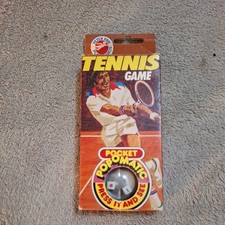 TENNIS
GAME
POCKET
POPOMATIC
PRESS IT AND SEE